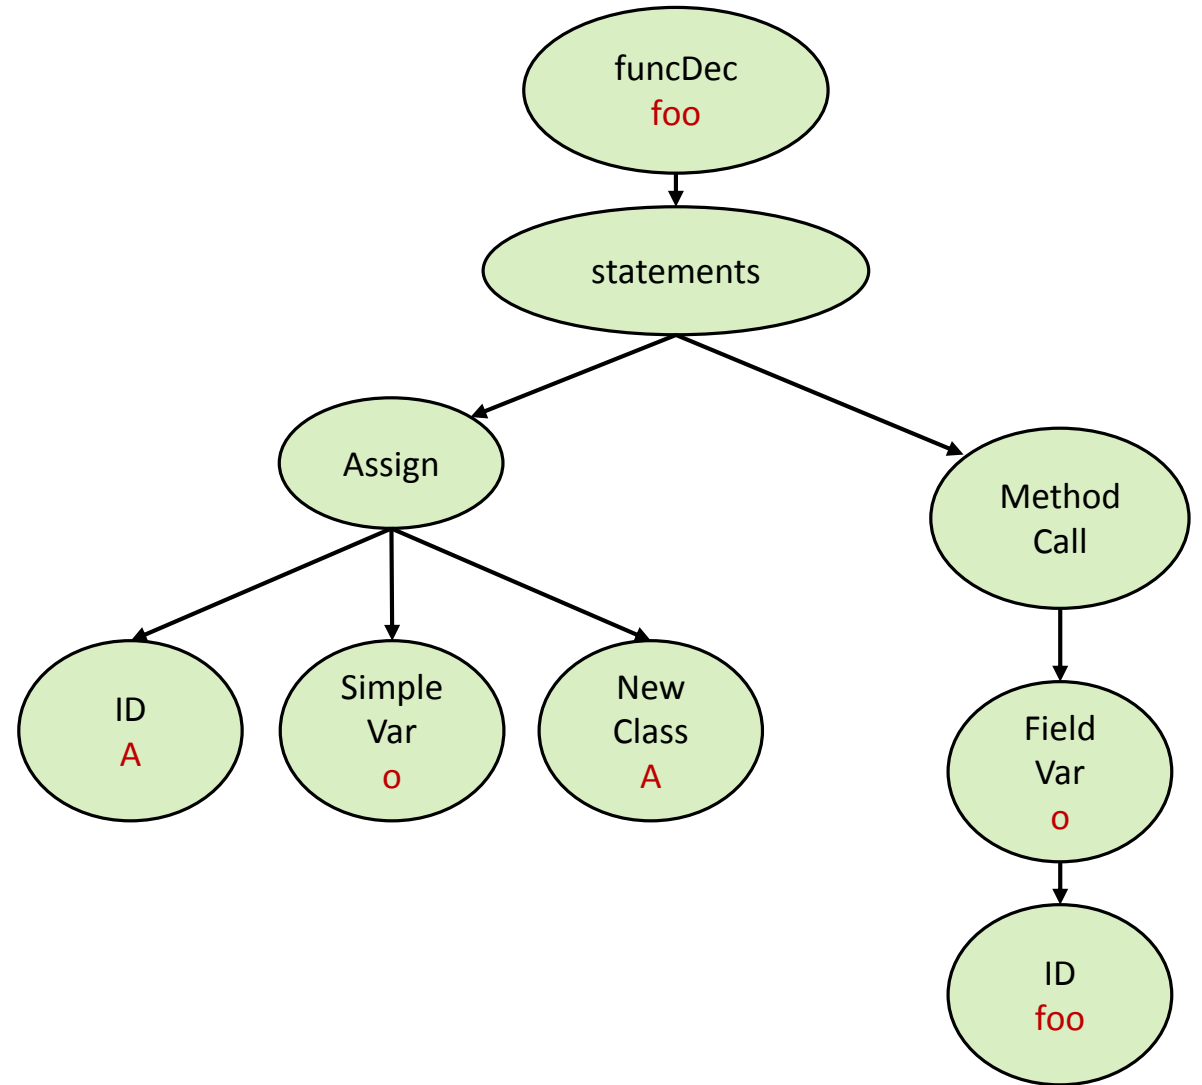 funcDec
foo
statements
Assign
Method
Call
ID
A
Simple
Var
o
New
Class
A
Field
Var
o
ID
foo